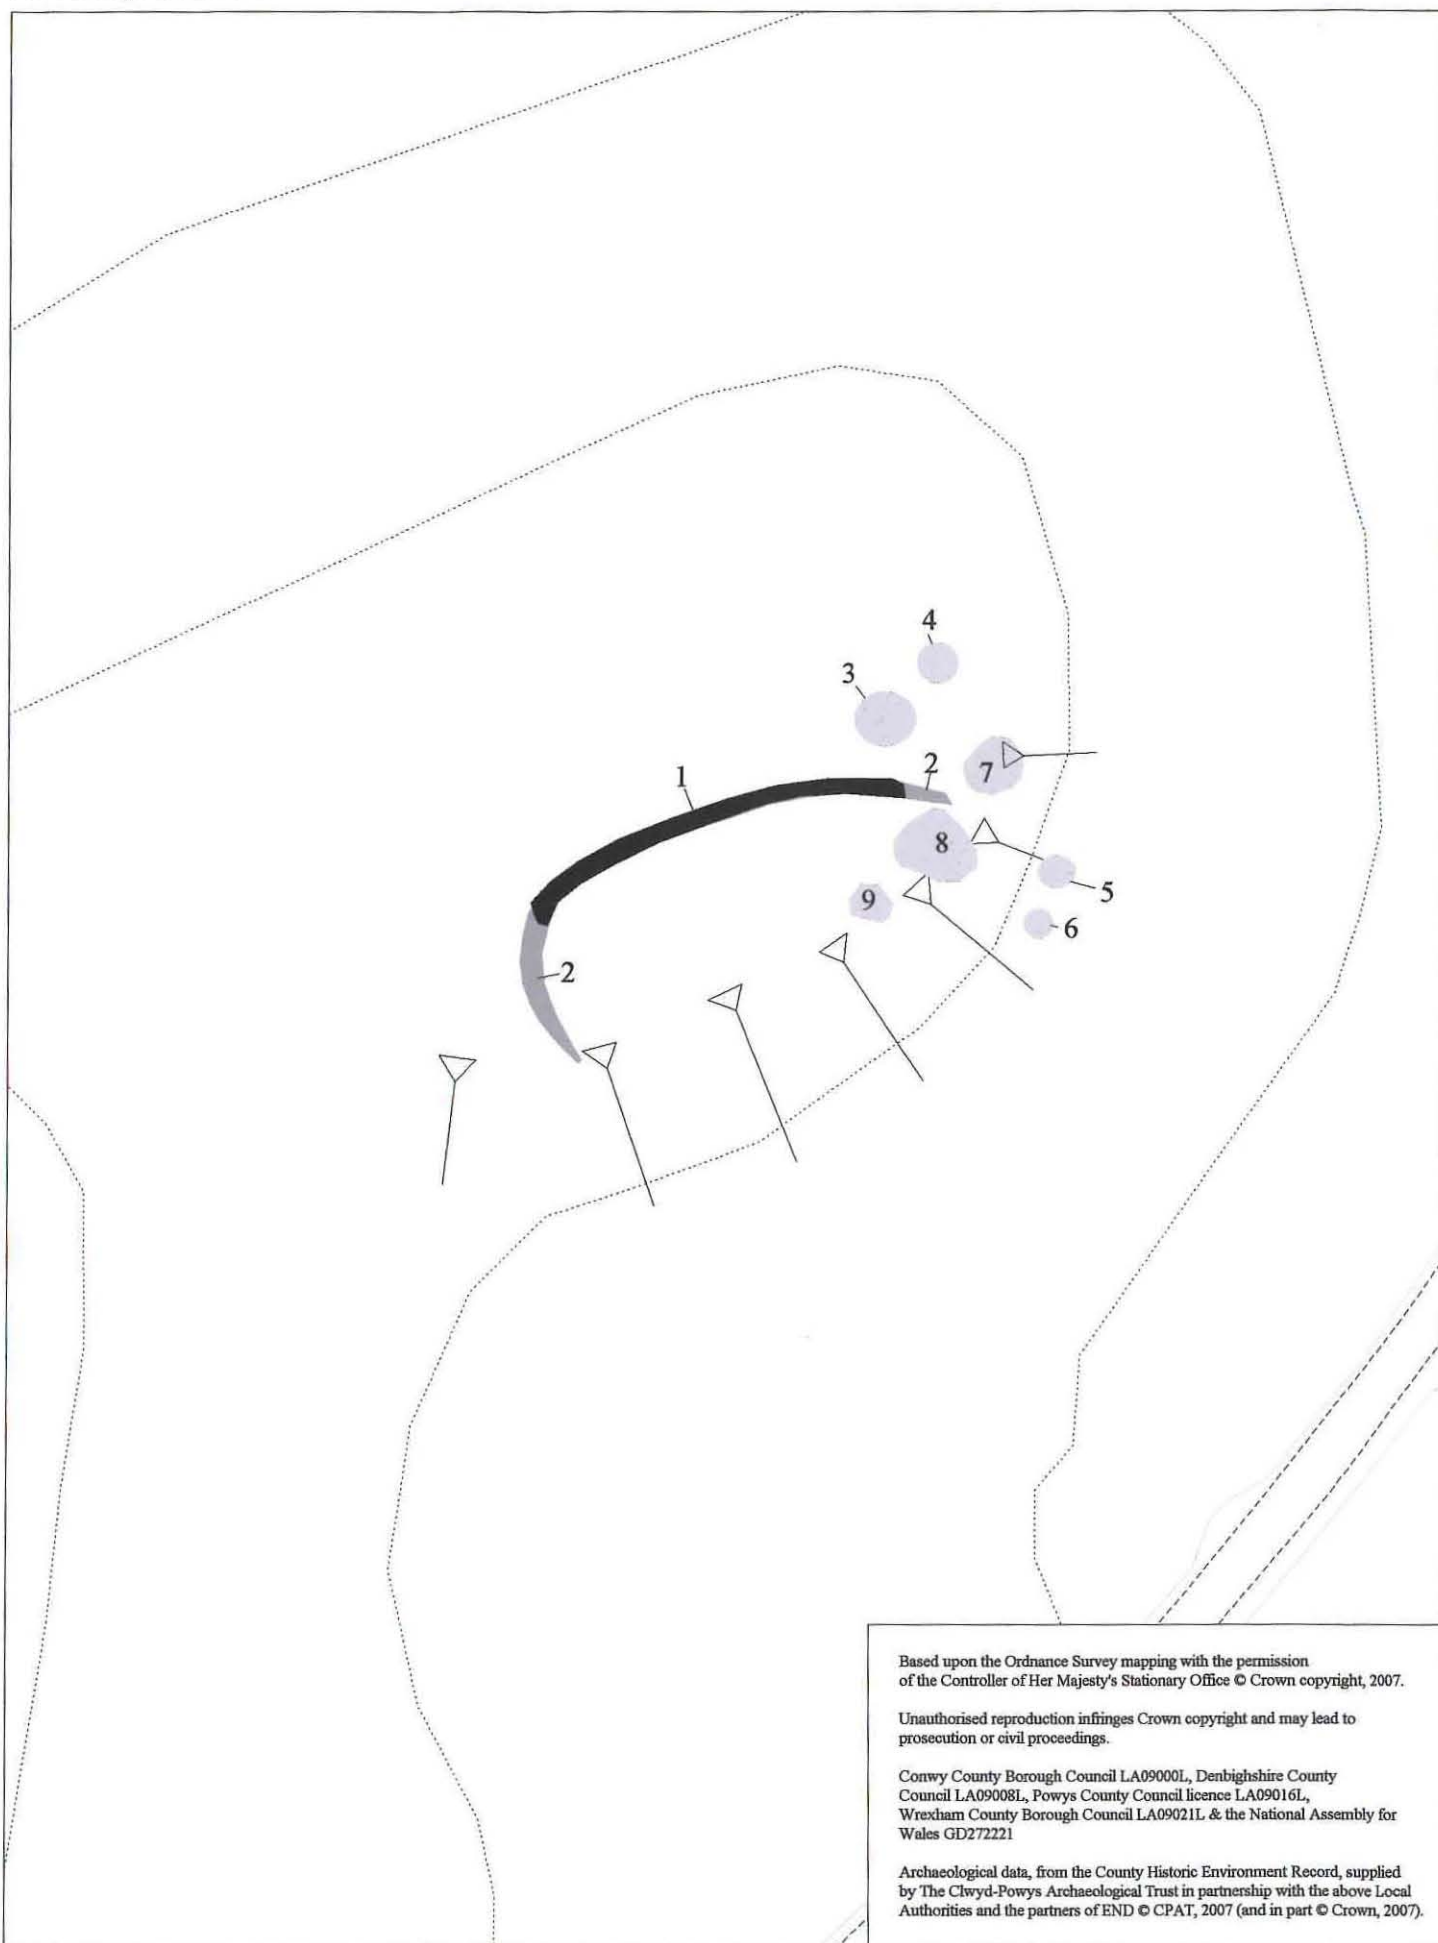 4
3
2
1
7
8
5
9
6
2
Based upon the Ordnance Survey mapping with the permission
of the Controller of Her Majesty's Stationary Office © Crown copyright, 2007.
Unauthorised reproduction infringes Crown copyright and may lead to
prosecution or civil proceedings.
Conwy County Borough Council LA09000L, Denbighshire County
Council LA09008L, Powys County Council licence LA09016L,
Wrexham County Borough Council LA09021L & the National Assembly for
Wales GD272221
Archaeological data, from the County Historic Environment Record, supplied
by The Clwyd-Powys Archaeological Trust in partnership with the above Local
Authorities and the partners of END © CPAT, 2007 (and in part © Crown, 2007).